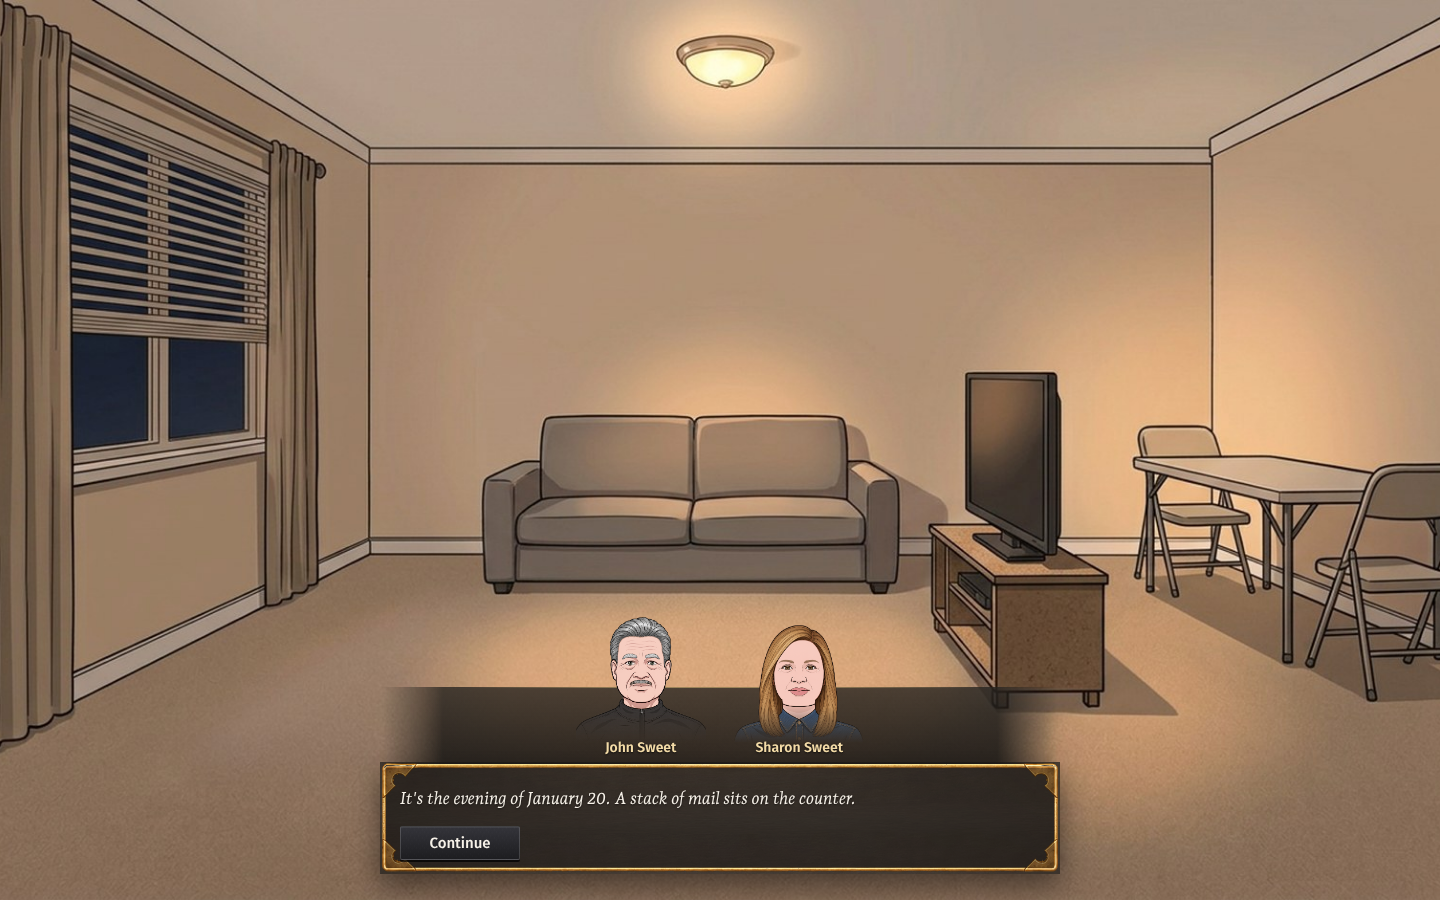 John Sweet
Sharon Sweet
It's the evening of January 20. A stack of mail sits on the counter.
Continue